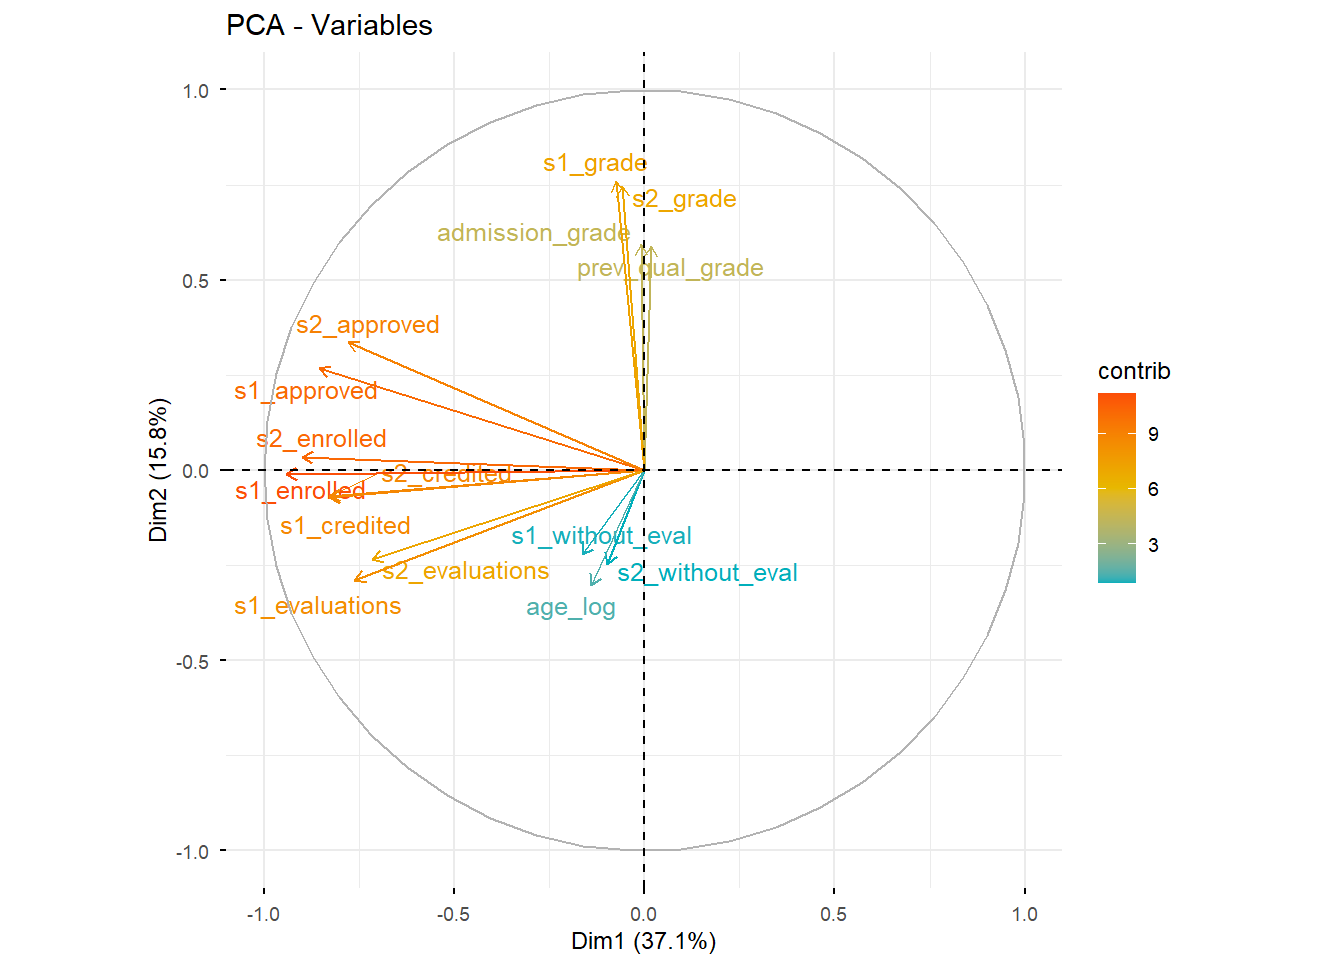 PCA - Variables
1.0
s1_grade
s2_grade
admission_grade
prev_qual_grade
0.5
s2_approved
s1_approved
s2_enrolled
0.0
s2_credited
s1_enrolled
s1_credited
s1_without_eval
s2_evaluations
s2_without_eval
s1_evaluations
age_log
-0.5
-1.0
Dim2 (15.8%)
-1.0
-0.5
0.0
0.5
1.0
Dim1 (37.1%)
contrib
9
6
3